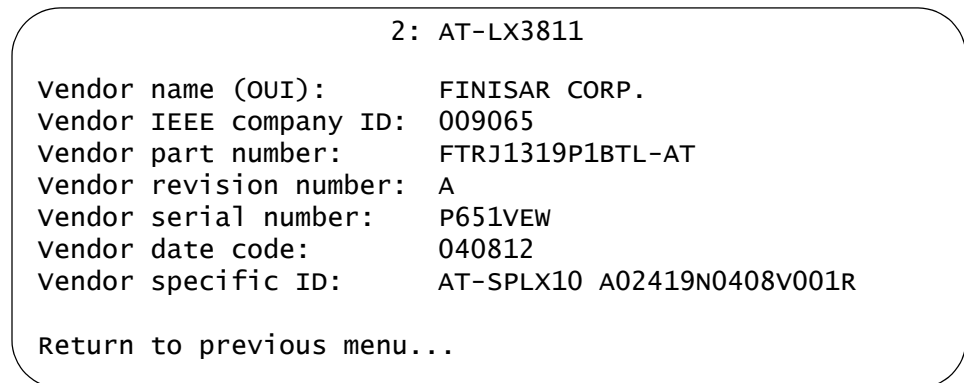 2: AT-LX3811
Vendor name (OUI): FINISAR CORP.
Vendor IEEE company ID: 009065
Vendor part number: FTRJ1319P1BTL-AT
Vendor revision number: A
Vendor serial number: P651VEW
Vendor date code: 040812
Vendor specific ID: AT-SPLX10 A02419N0408V001R
Return to previous menu...